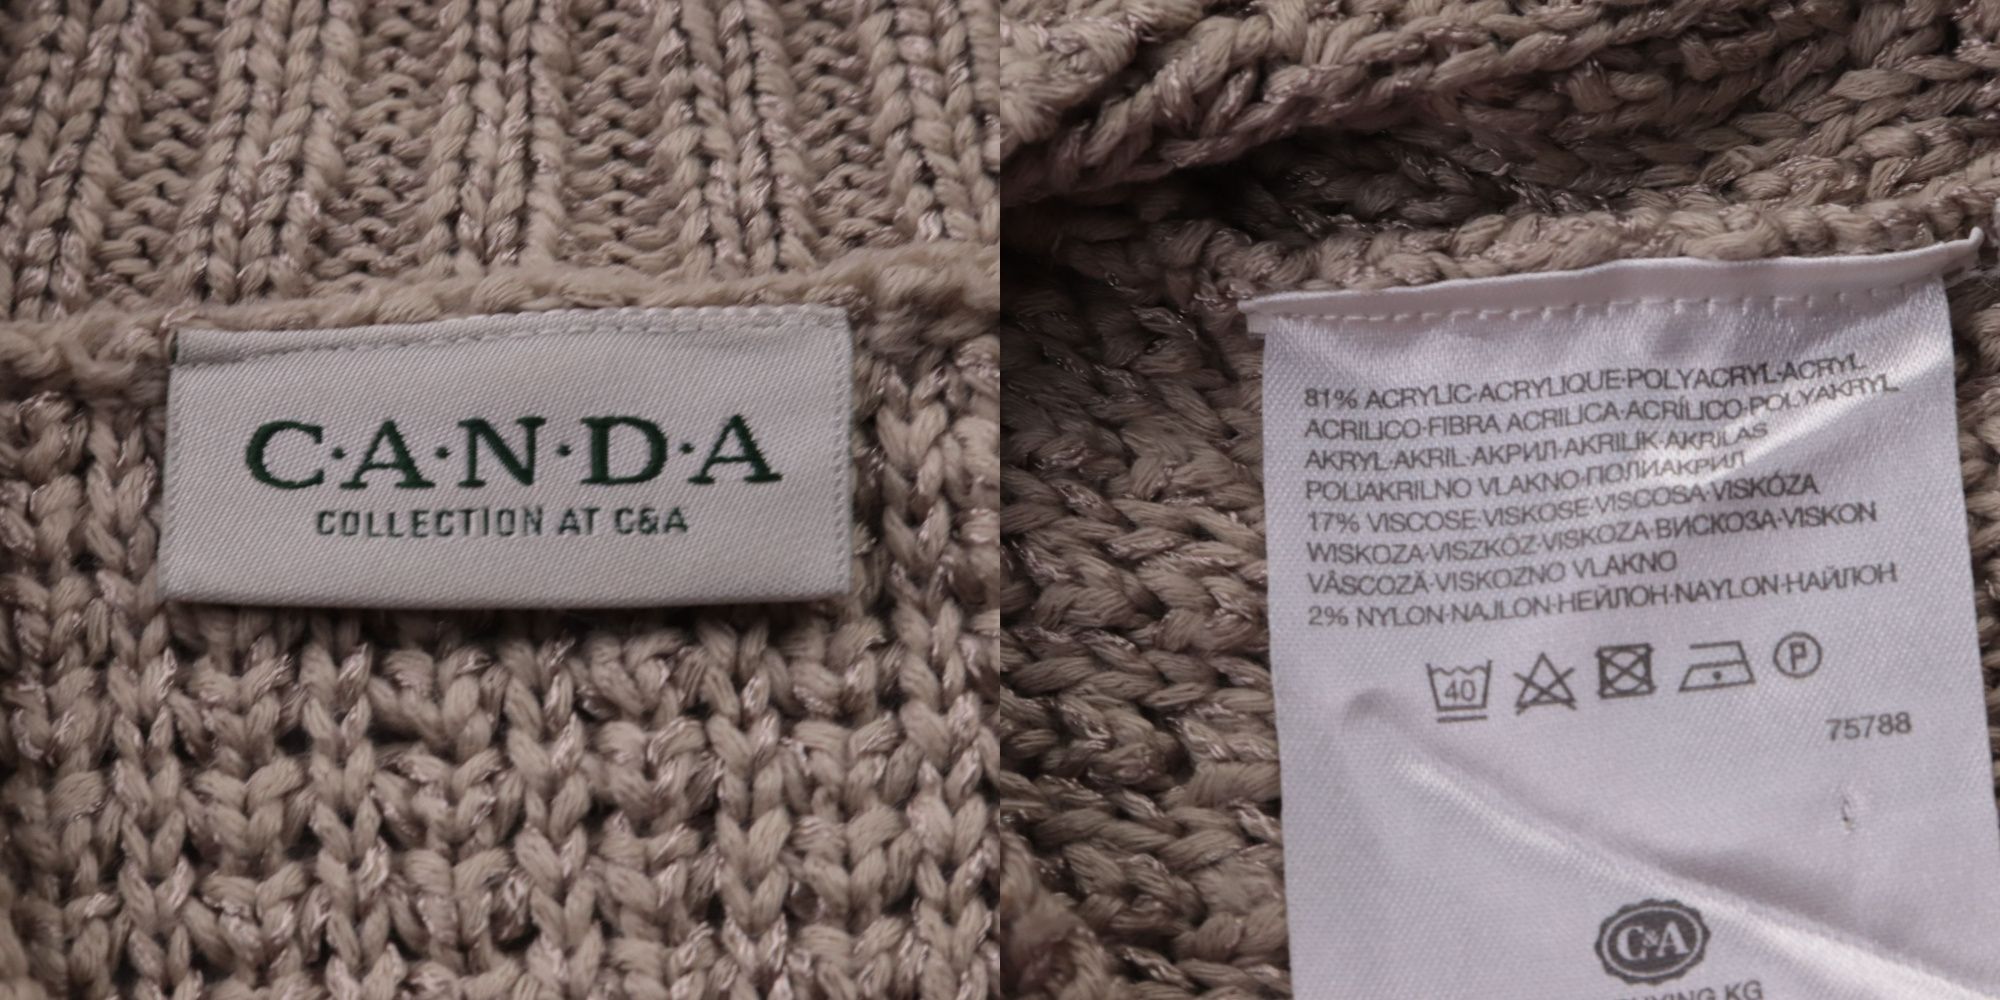 C·A·N·D·A
COLLECTION AT C&A
81% ACRYLIC·ACRYLIQUE·POLYACRYL·ACRYL
ACRILICO·FIBRA ACRILICA·ACRÍLICO·POLYAKRYL
AKRYL·AKRIL·АКРИЛ·AKRILIK·AKRILAS
POLIAKRILNO VLAKNO·ПОЛИАКРИЛ
17% VISCOSE·VISKOSE·VISCOSA·VISKÓZA
WISKOZA·VISZKÓZ·VISKOZA·ВИСКОЗА·VISKON
VÂSCOZĂ·VISKOZNO VLAKNO
2% NYLON·NAJLON·НЕЙЛОН·NAYLON·НАЙЛОН
40 P
75788
C&A
KG